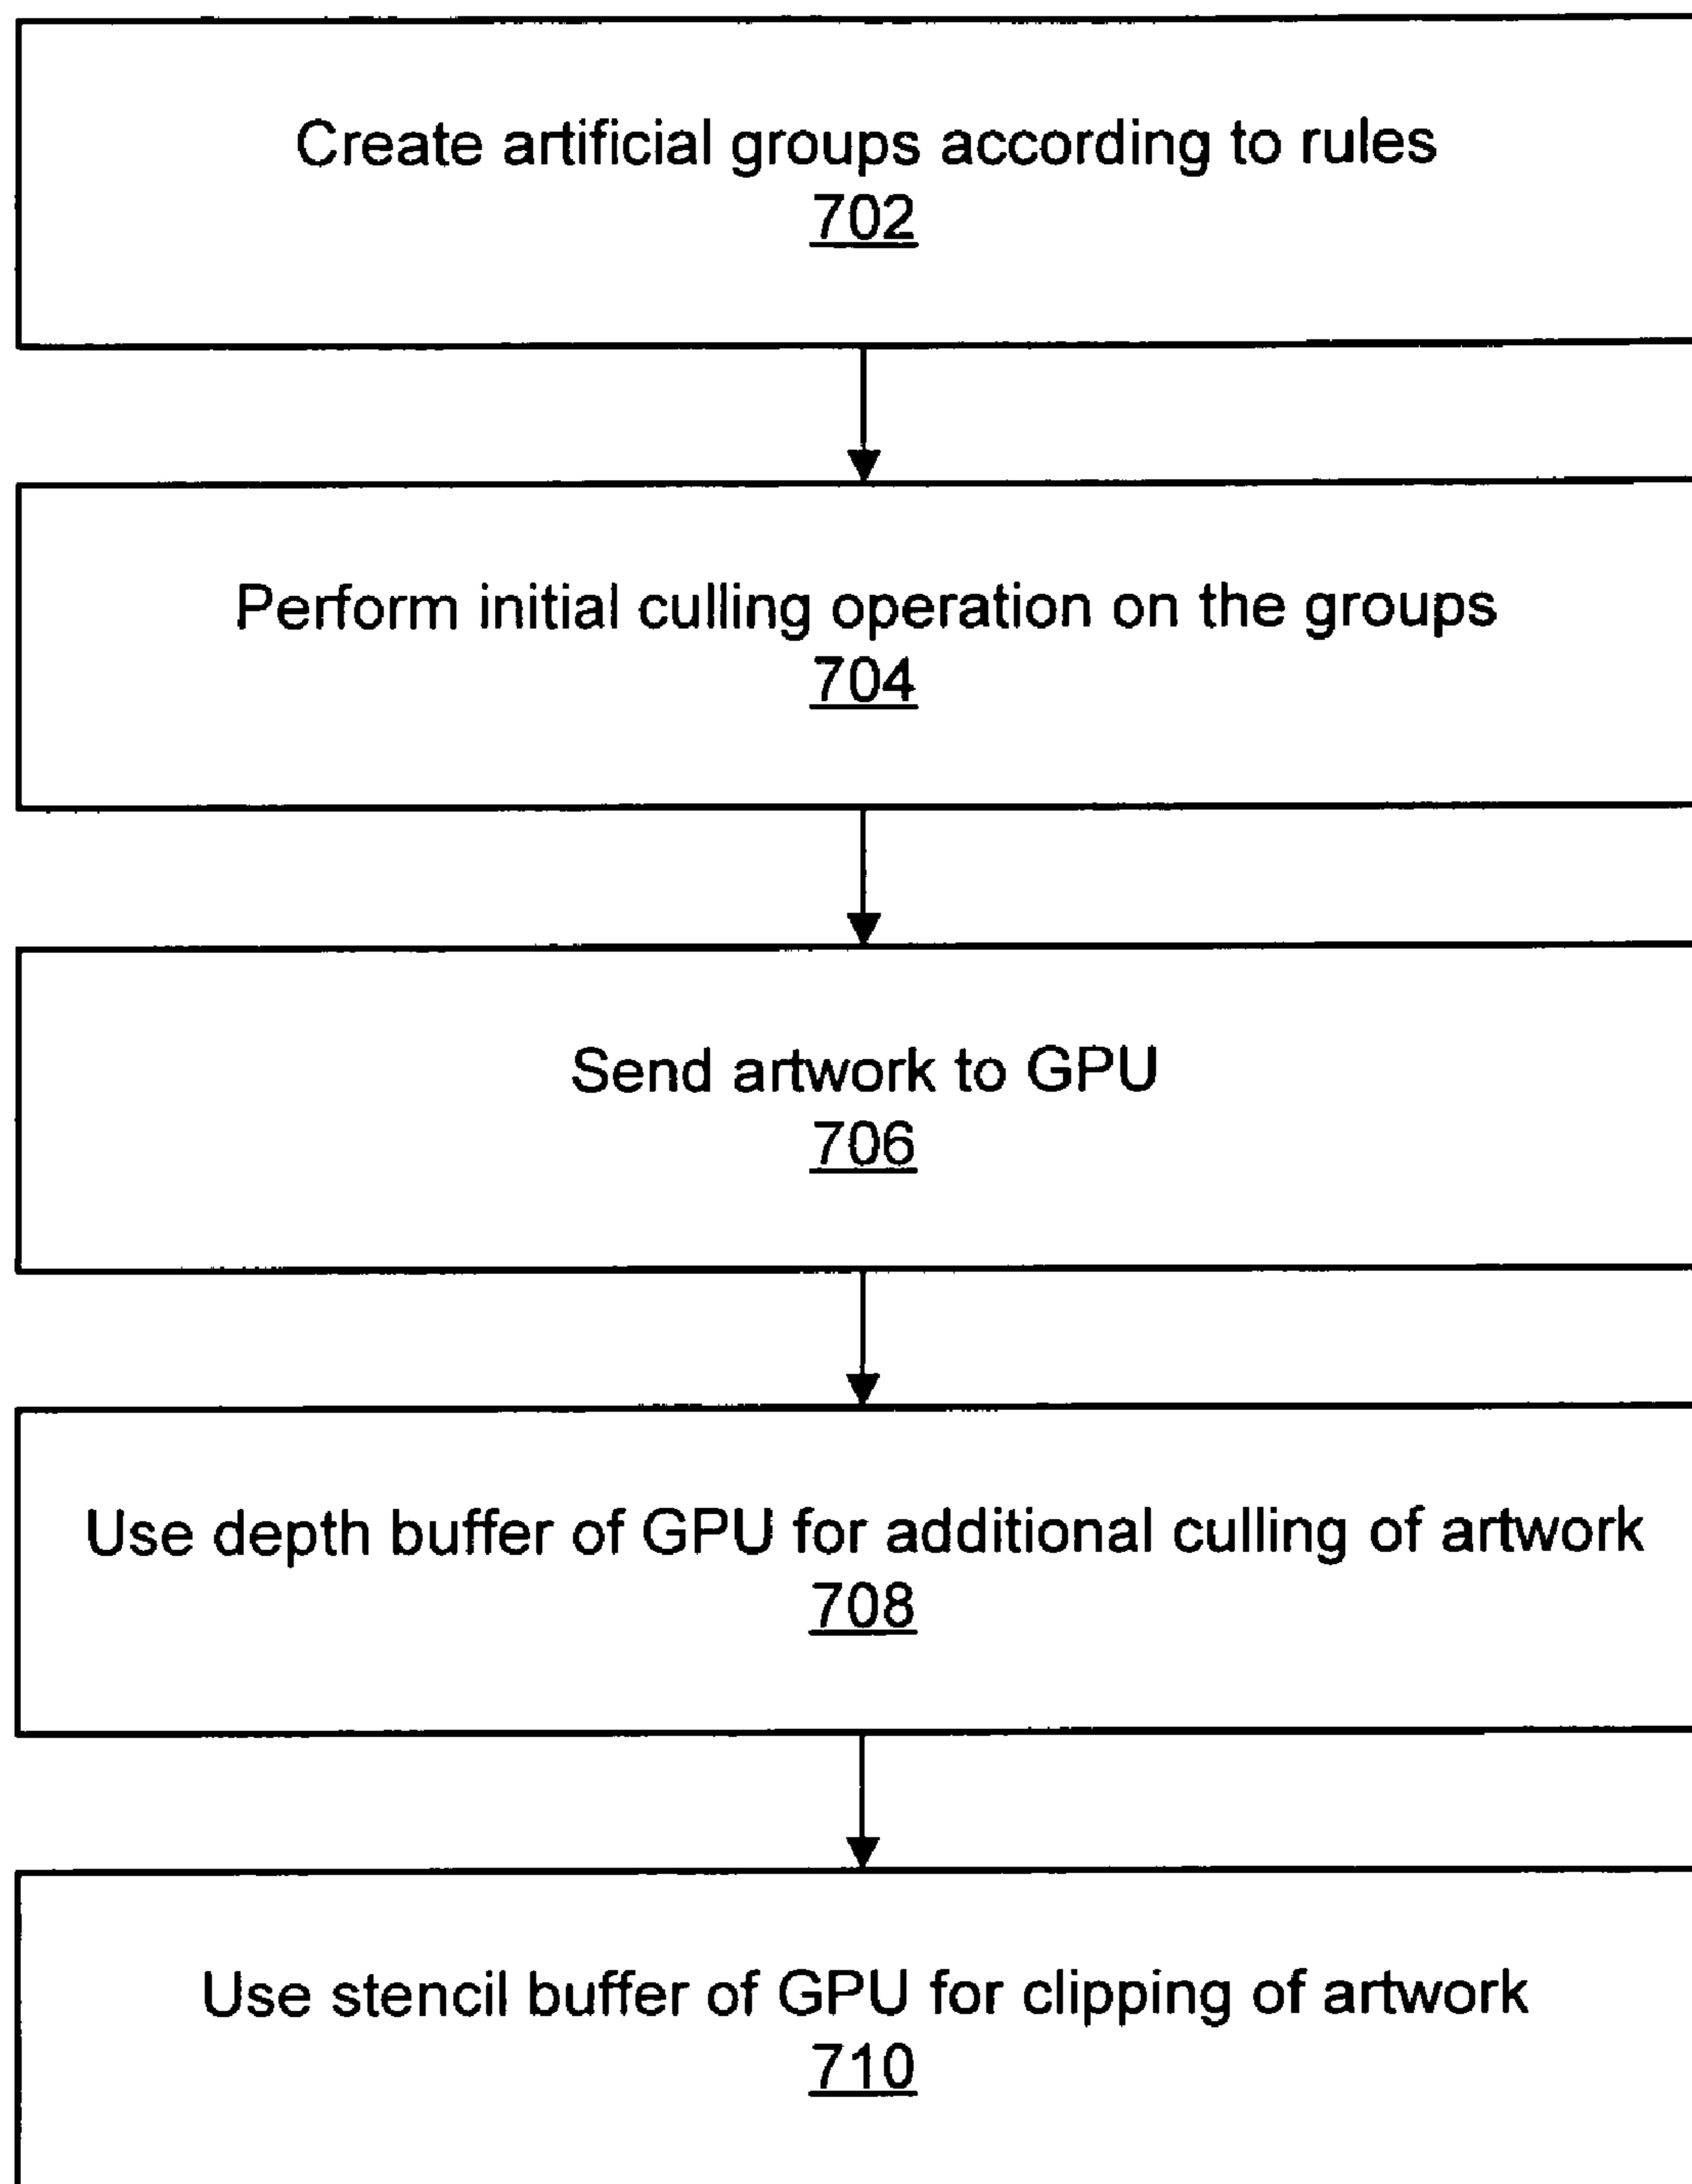 Create artificial groups according to rules
702
Perform initial culling operation on the groups
704
Send artwork to GPU
706
Use depth buffer of GPU for additional culling of artwork
708
Use stencil buffer of GPU for clipping of artwork
710